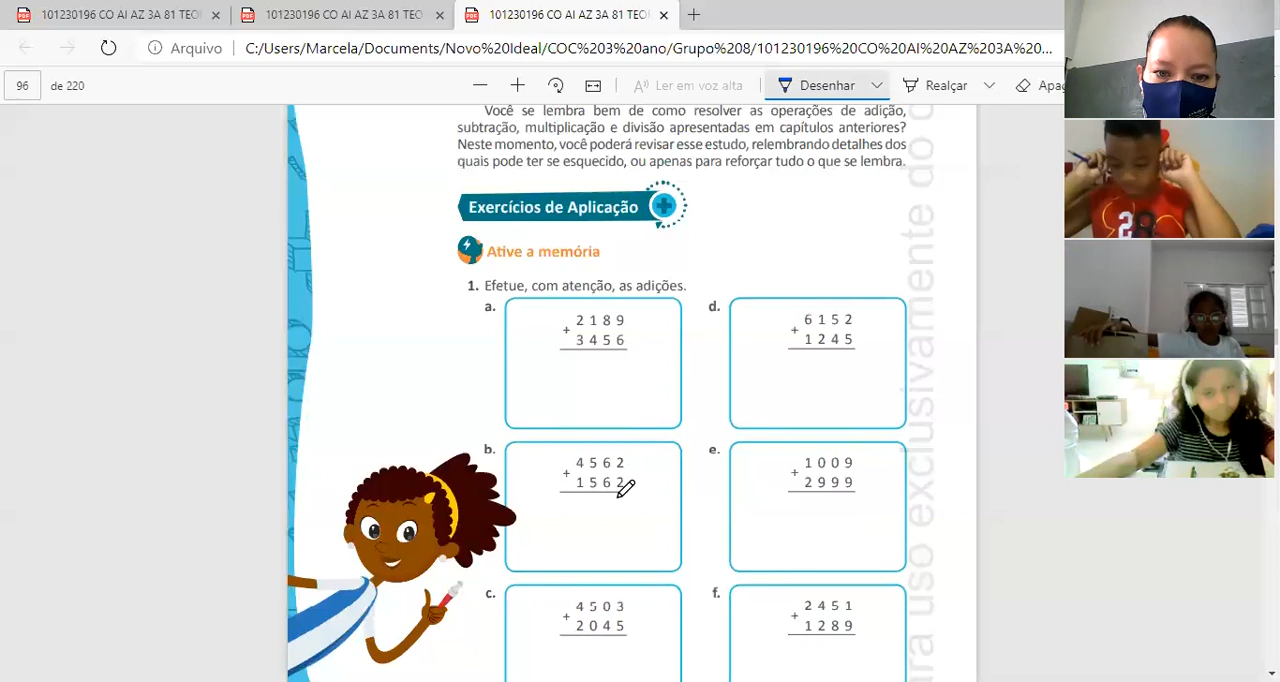 101230196 CO AI AZ 3A 81 TEO
101230196 CO AI AZ 3A 81 TEO
101230196 CO AI AZ 3A 81 TEO
Arquivo
C:/Users/Marcela/Documents/Novo%20Ideal/COC%203%20ano/Grupo%208/101230196%20CO%20AI%20AZ%203A%20...
96 de 220
Ler em voz alta
Desenhar
Realçar
Apag
Você se lembra bem de como resolver as operações de adição,
subtração, multiplicação e divisão apresentadas em capítulos anteriores?
Neste momento, você poderá revisar esse estudo, relembrando detalhes dos
quais pode ter se esquecido, ou apenas para reforçar tudo o que se lembra.
Exercícios de Aplicação
Ative a memória
1. Efetue, com atenção, as adições.
a.
2 1 8 9
+
3 4 5 6
b.
4 5 6 2
+
1 5 6 2
c.
4 5 0 3
+
2 0 4 5
d.
6 1 5 2
+
1 2 4 5
e.
1 0 0 9
+
2 9 9 9
f.
2 4 5 1
+
1 2 8 9
ara uso exclusivamente do
28